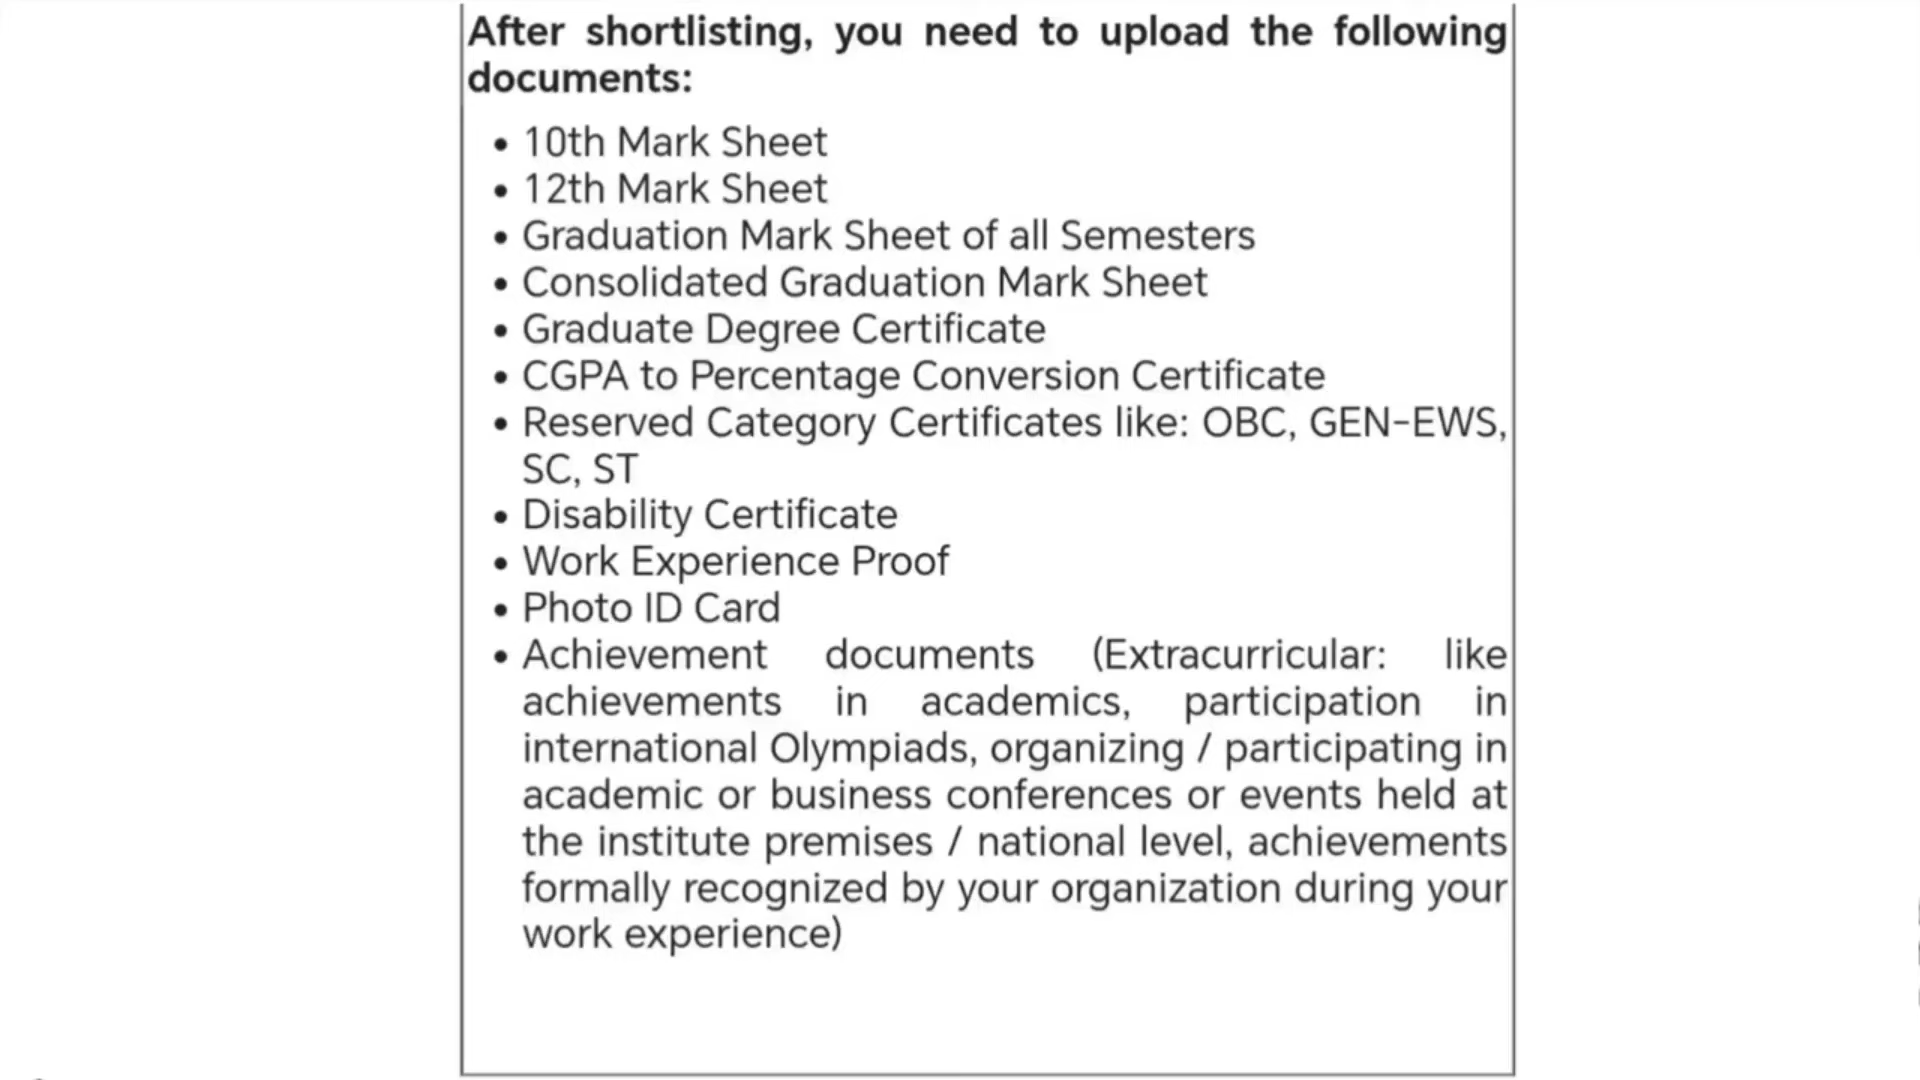 After shortlisting, you need to upload the following
documents:
• 10th Mark Sheet
• 12th Mark Sheet
• Graduation Mark Sheet of all Semesters
• Consolidated Graduation Mark Sheet
• Graduate Degree Certificate
• CGPA to Percentage Conversion Certificate
• Reserved Category Certificates like: OBC, GEN-EWS,
SC, ST
• Disability Certificate
• Work Experience Proof
• Photo ID Card
• Achievement documents (Extracurricular: like
achievements in academics, participation in
international Olympiads, organizing / participating in
academic or business conferences or events held at
the institute premises / national level, achievements
formally recognized by your organization during your
work experience)